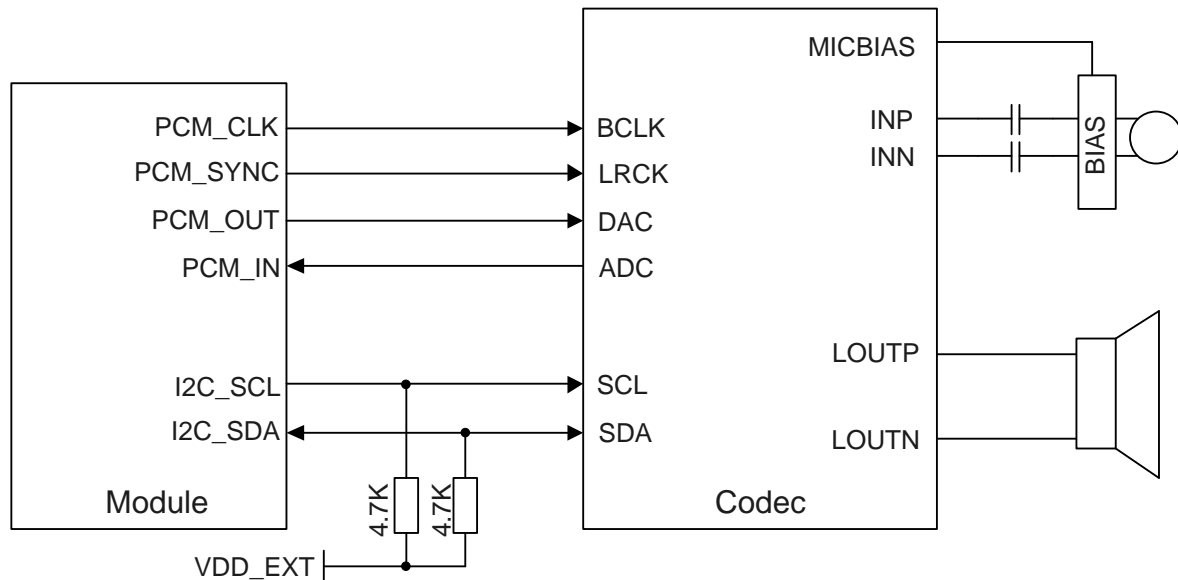 MICBIAS
PCM_CLK
BCLK
INP
BIAS
PCM_SYNC
LRCK
INN
PCM_OUT
DAC
PCM_IN
ADC
LOUTP
I2C_SCL
SCL
I2C_SDA
SDA
LOUTN
Module
4.7K
4.7K
Codec
VDD_EXT